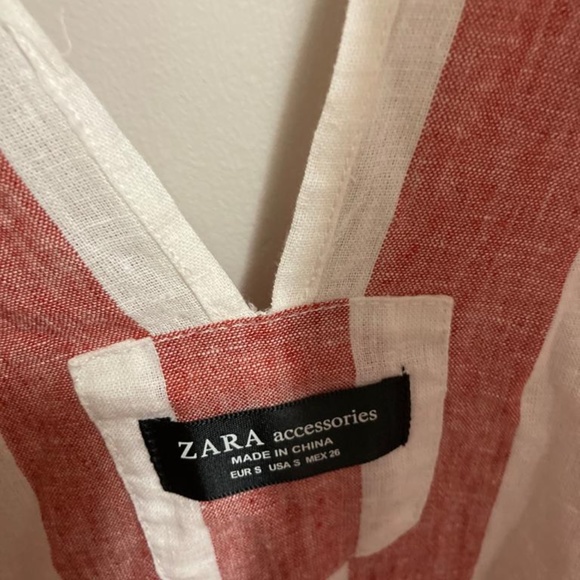 ZARA accessories
MADE IN CHINA
EUR S USA S MEX 26